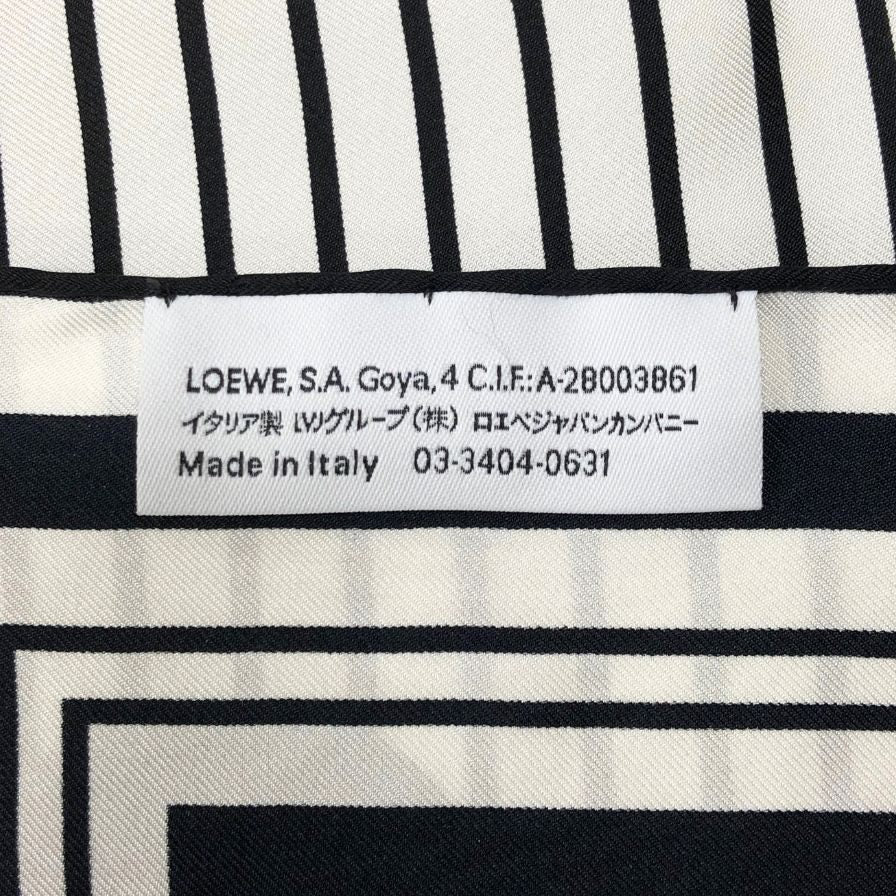 LOEWE, S.A. Goya, 4 C.I.F.: A-28003861
イタリア製 LVJグループ(株) ロエベジャパンカンパニー
Made in Italy 03-3404-0631